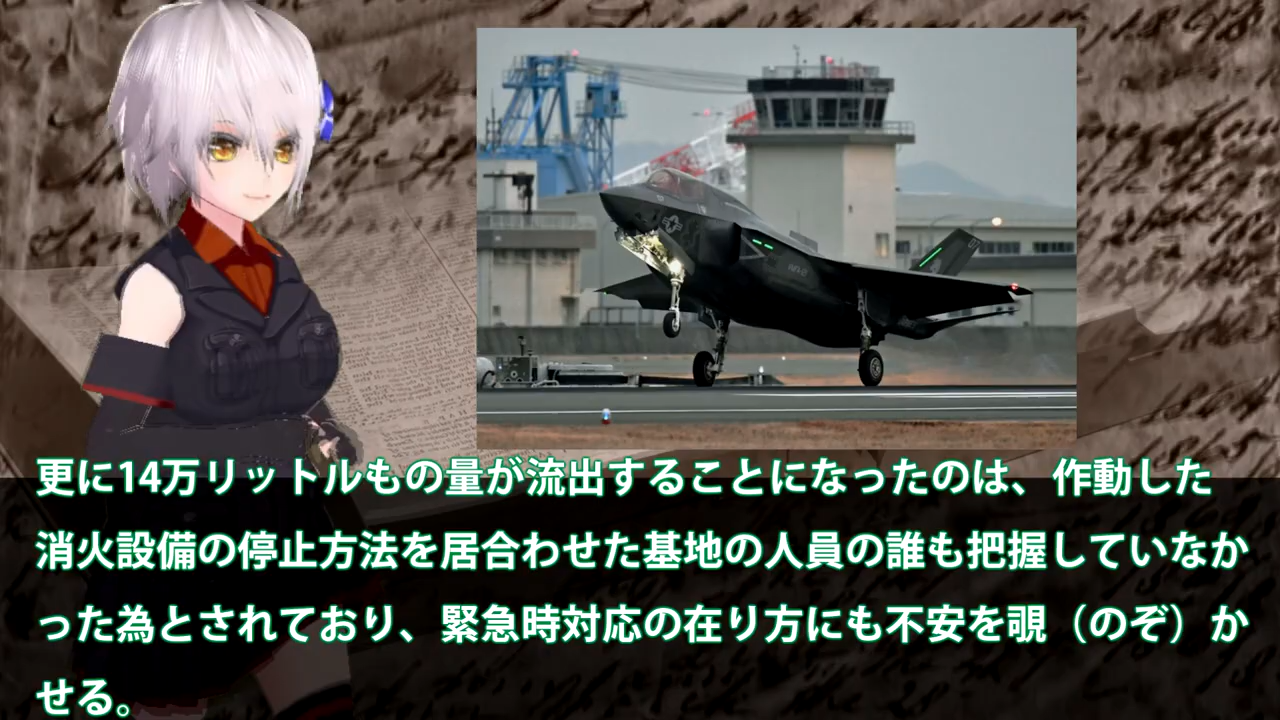 更に14万リットルもの量が流出することになったのは、作動した
消火設備の停止方法を居合わせた基地の人員の誰も把握していなか
った為とされており、緊急時対応の在り方にも不安を覗（のぞ）か
せる。